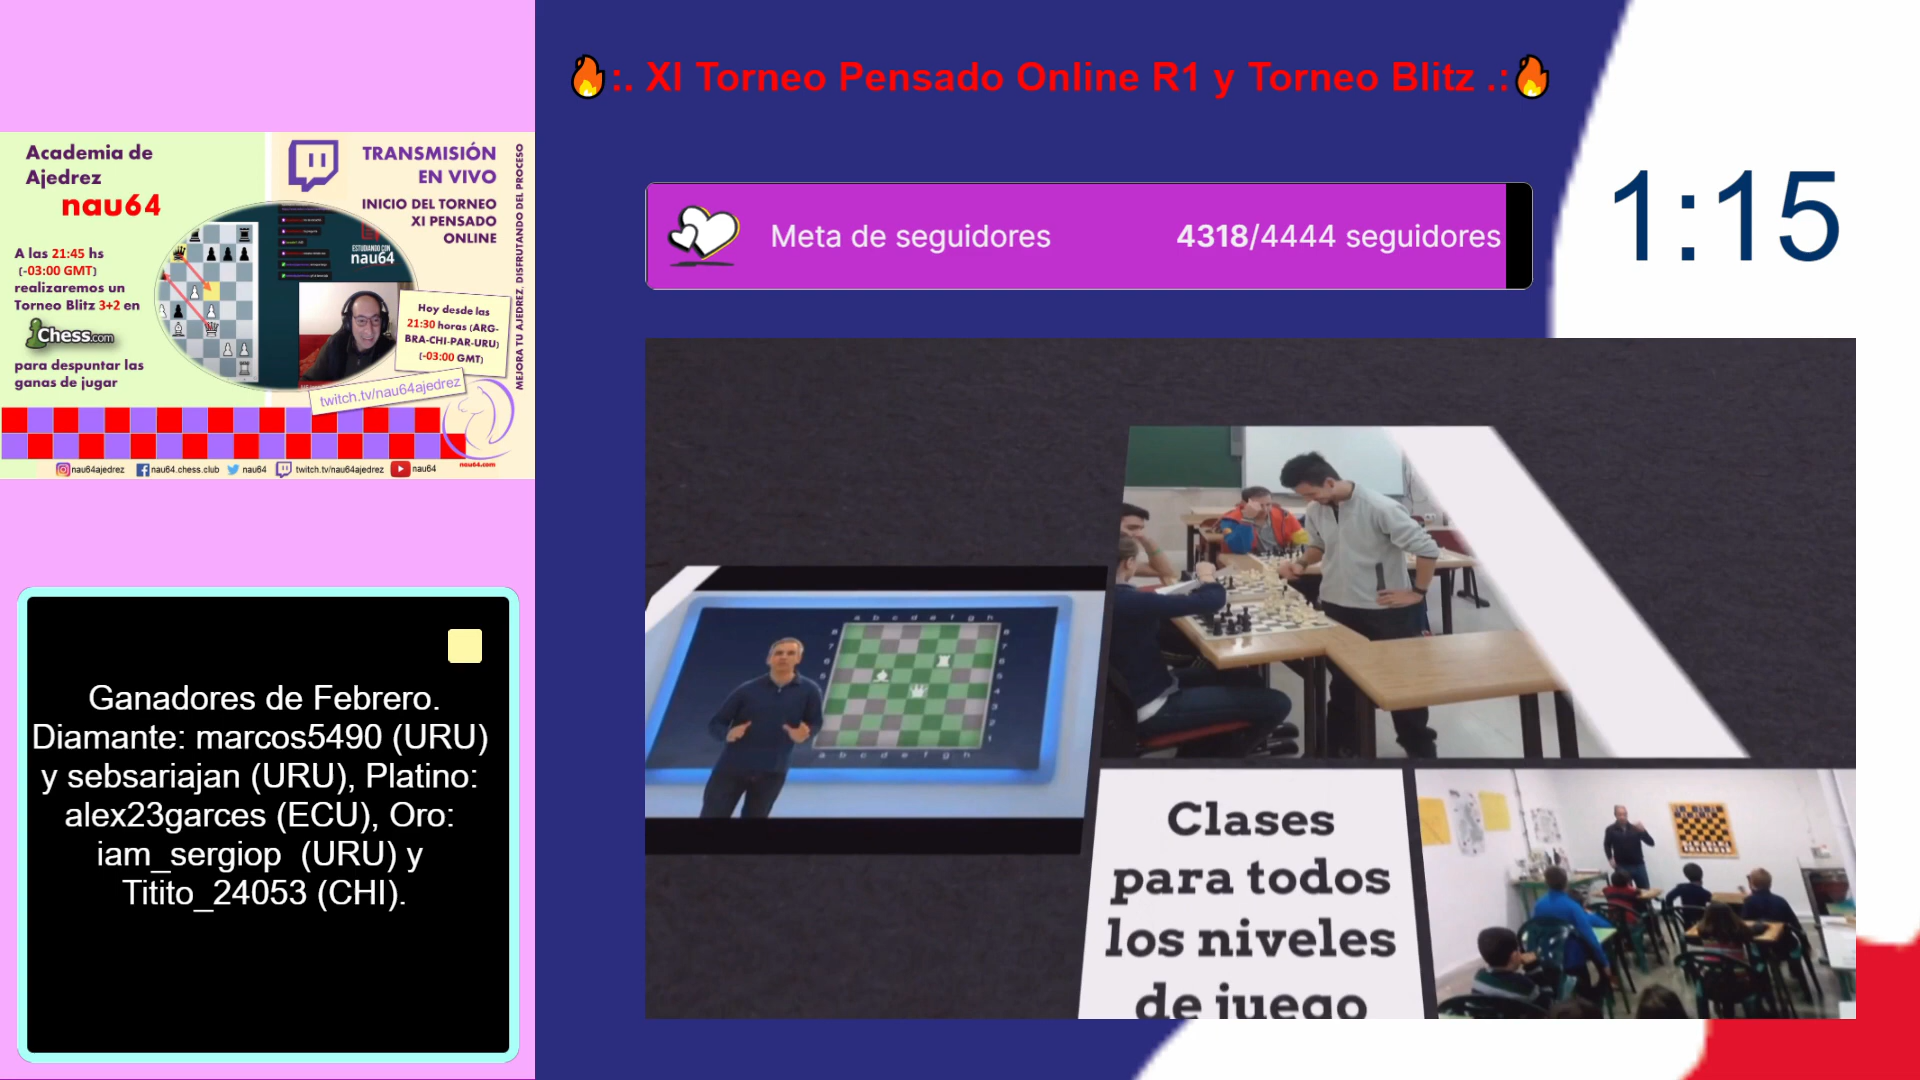 🔥:. XI Torneo Pensado Online R1 y Torneo Blitz .:🔥
Meta de seguidores
4318/4444 seguidores
1:15
Academia de
Ajedrez
nau64
A las 21:45 hs
(-03:00 GMT)
realizaremos un
Torneo Blitz 3+2 en
Chess.com
para despuntar las
ganas de jugar
TRANSMISIÓN
EN VIVO
INICIO DEL TORNEO
XI PENSADO
ONLINE
ESTUDIANDO CON
nau64
Hoy desde las
21:30 horas (ARG-
BRA-CHI-PAR-URU)
(-03:00 GMT)
twitch.tv/nau64ajedrez
MEJORA TU AJEDREZ, DISFRUTANDO DEL PROCESO
nau64ajedrez
nau64.chess.club
nau64
twitch.tv/nau64ajedrez
nau64
nau64.com
Ganadores de Febrero.
Diamante: marcos5490 (URU)
y sebsariajan (URU), Platino:
alex23garces (ECU), Oro:
iam_sergiop (URU) y
Titito_24053 (CHI).
a b c d e f g h
a b c d e f g h
Clases
para todos
los niveles
de juego